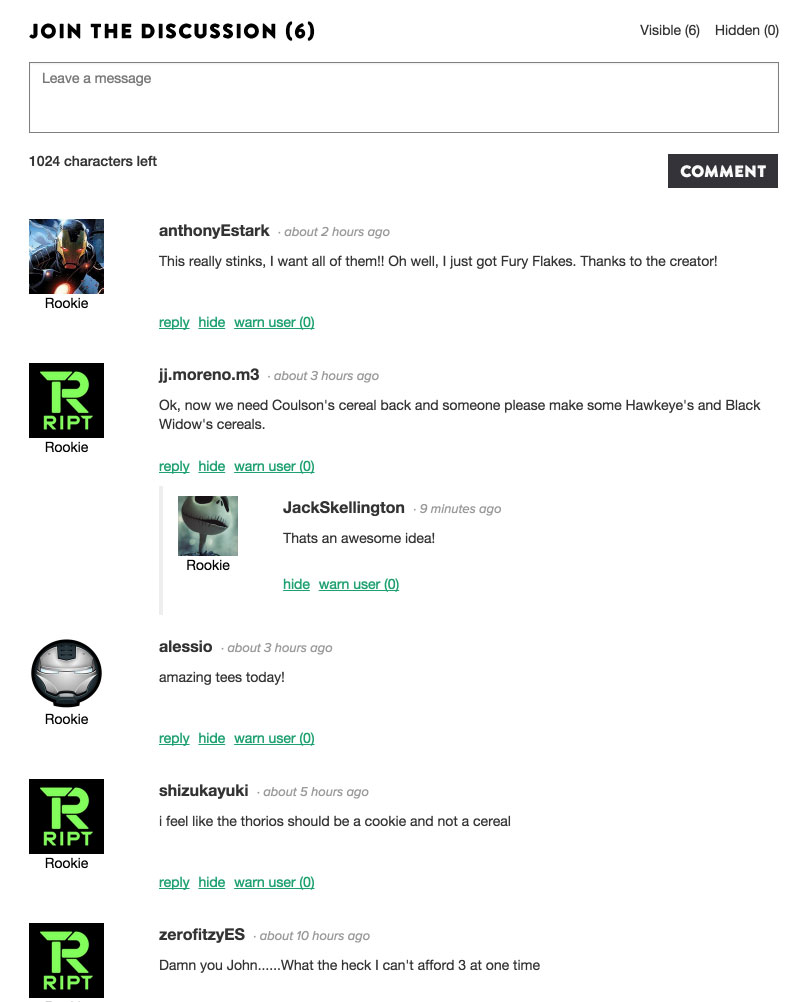 JOIN THE DISCUSSION (6)
Visible (6) Hidden (0)
Leave a message
1024 characters left
COMMENT
anthonyEstark · about 2 hours ago
This really stinks, I want all of them!! Oh well, I just got Fury Flakes. Thanks to the creator!
Rookie
reply hide warn user (0)
jj.moreno.m3 · about 3 hours ago
Ok, now we need Coulson's cereal back and someone please make some Hawkeye's and Black
Widow's cereals.
RIPT
Rookie
reply hide warn user (0)
JackSkellington · 9 minutes ago
Thats an awesome idea!
Rookie
hide warn user (0)
alessio · about 3 hours ago
amazing tees today!
Rookie
reply hide warn user (0)
shizukayuki · about 5 hours ago
i feel like the thorios should be a cookie and not a cereal
RIPT
Rookie
reply hide warn user (0)
zerofitzyES · about 10 hours ago
Damn you John......What the heck I can't afford 3 at one time
RIPT